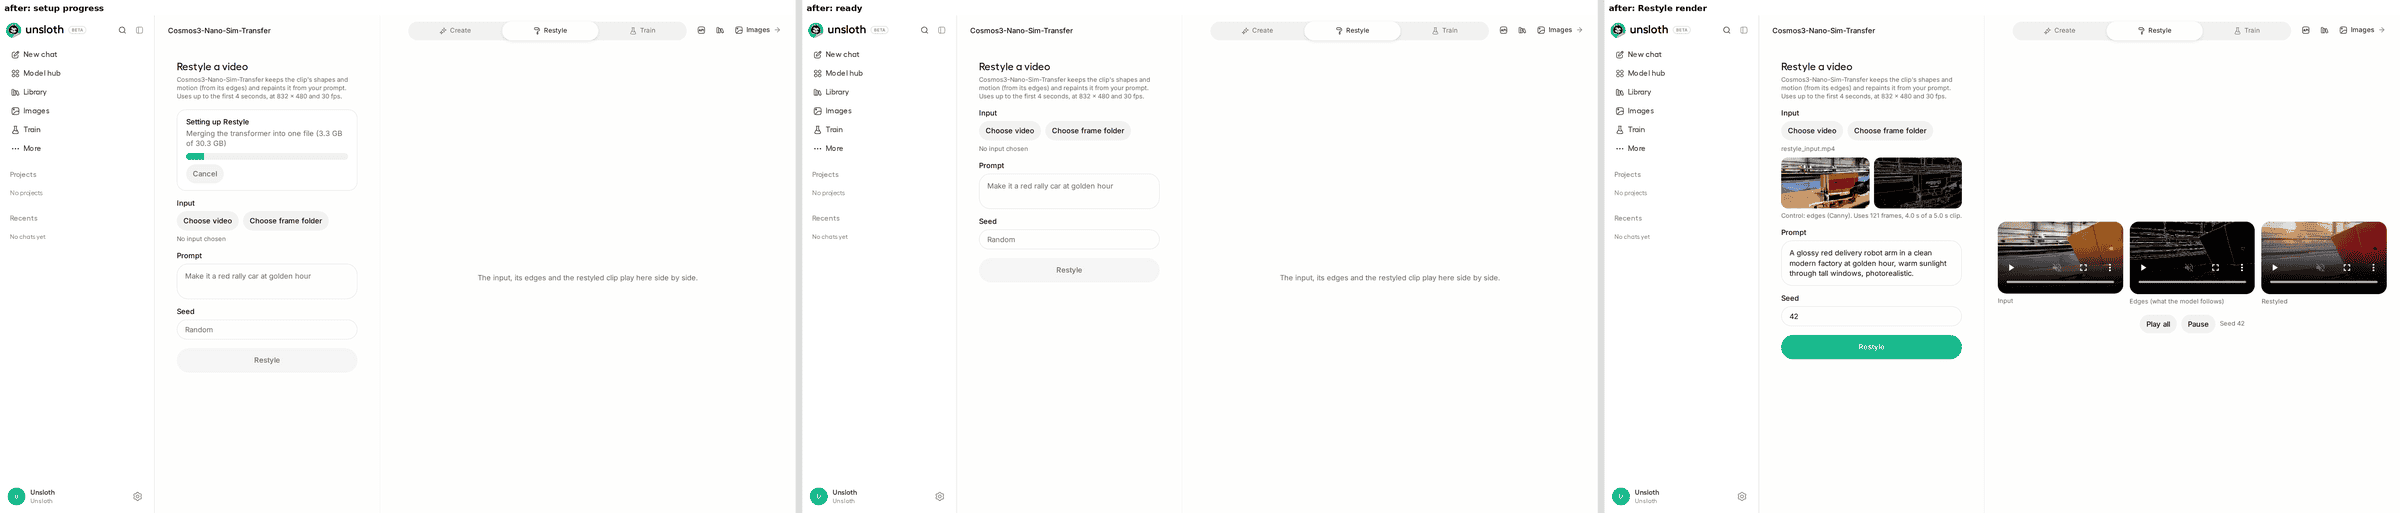 after: setup progress
unsloth BETA
New chat
Model hub
Library
Images
Train
More
Projects
No projects
Recents
No chats yet
Unsloth
Unsloth
Cosmos3-Nano-Sim-Transfer
Create
Restyle
Train
Images
Restyle a video
Cosmos3-Nano-Sim-Transfer keeps the clip's shapes and
motion (from its edges) and repaints it from your prompt.
Uses up to the first 4 seconds, at 832 × 480 and 30 fps.
Setting up Restyle
Merging the transformer into one file (3.3 GB
of 30.3 GB)
Cancel
Input
Choose video
Choose frame folder
No input chosen
Prompt
Make it a red rally car at golden hour
Seed
Random
Restyle
The input, its edges and the restyled clip play here side by side.
after: ready
unsloth BETA
New chat
Model hub
Library
Images
Train
More
Projects
No projects
Recents
No chats yet
Unsloth
Unsloth
Cosmos3-Nano-Sim-Transfer
Create
Restyle
Train
Images
Restyle a video
Cosmos3-Nano-Sim-Transfer keeps the clip's shapes and
motion (from its edges) and repaints it from your prompt.
Uses up to the first 4 seconds, at 832 × 480 and 30 fps.
Input
Choose video
Choose frame folder
No input chosen
Prompt
Make it a red rally car at golden hour
Seed
Random
Restyle
The input, its edges and the restyled clip play here side by side.
after: Restyle render
unsloth BETA
New chat
Model hub
Library
Images
Train
More
Projects
No projects
Recents
No chats yet
Unsloth
Unsloth
Cosmos3-Nano-Sim-Transfer
Create
Restyle
Train
Images
Restyle a video
Cosmos3-Nano-Sim-Transfer keeps the clip's shapes and
motion (from its edges) and repaints it from your prompt.
Uses up to the first 4 seconds, at 832 × 480 and 30 fps.
Input
Choose video
Choose frame folder
restyle_input.mp4
Control: edges (Canny). Uses 121 frames, 4.0 s of a 5.0 s clip.
Prompt
A glossy red delivery robot arm in a clean
modern factory at golden hour, warm sunlight
through tall windows, photorealistic.
Seed
42
Restyle
Input
Edges (what the model follows)
Restyled
Play all
Pause
Seed 42